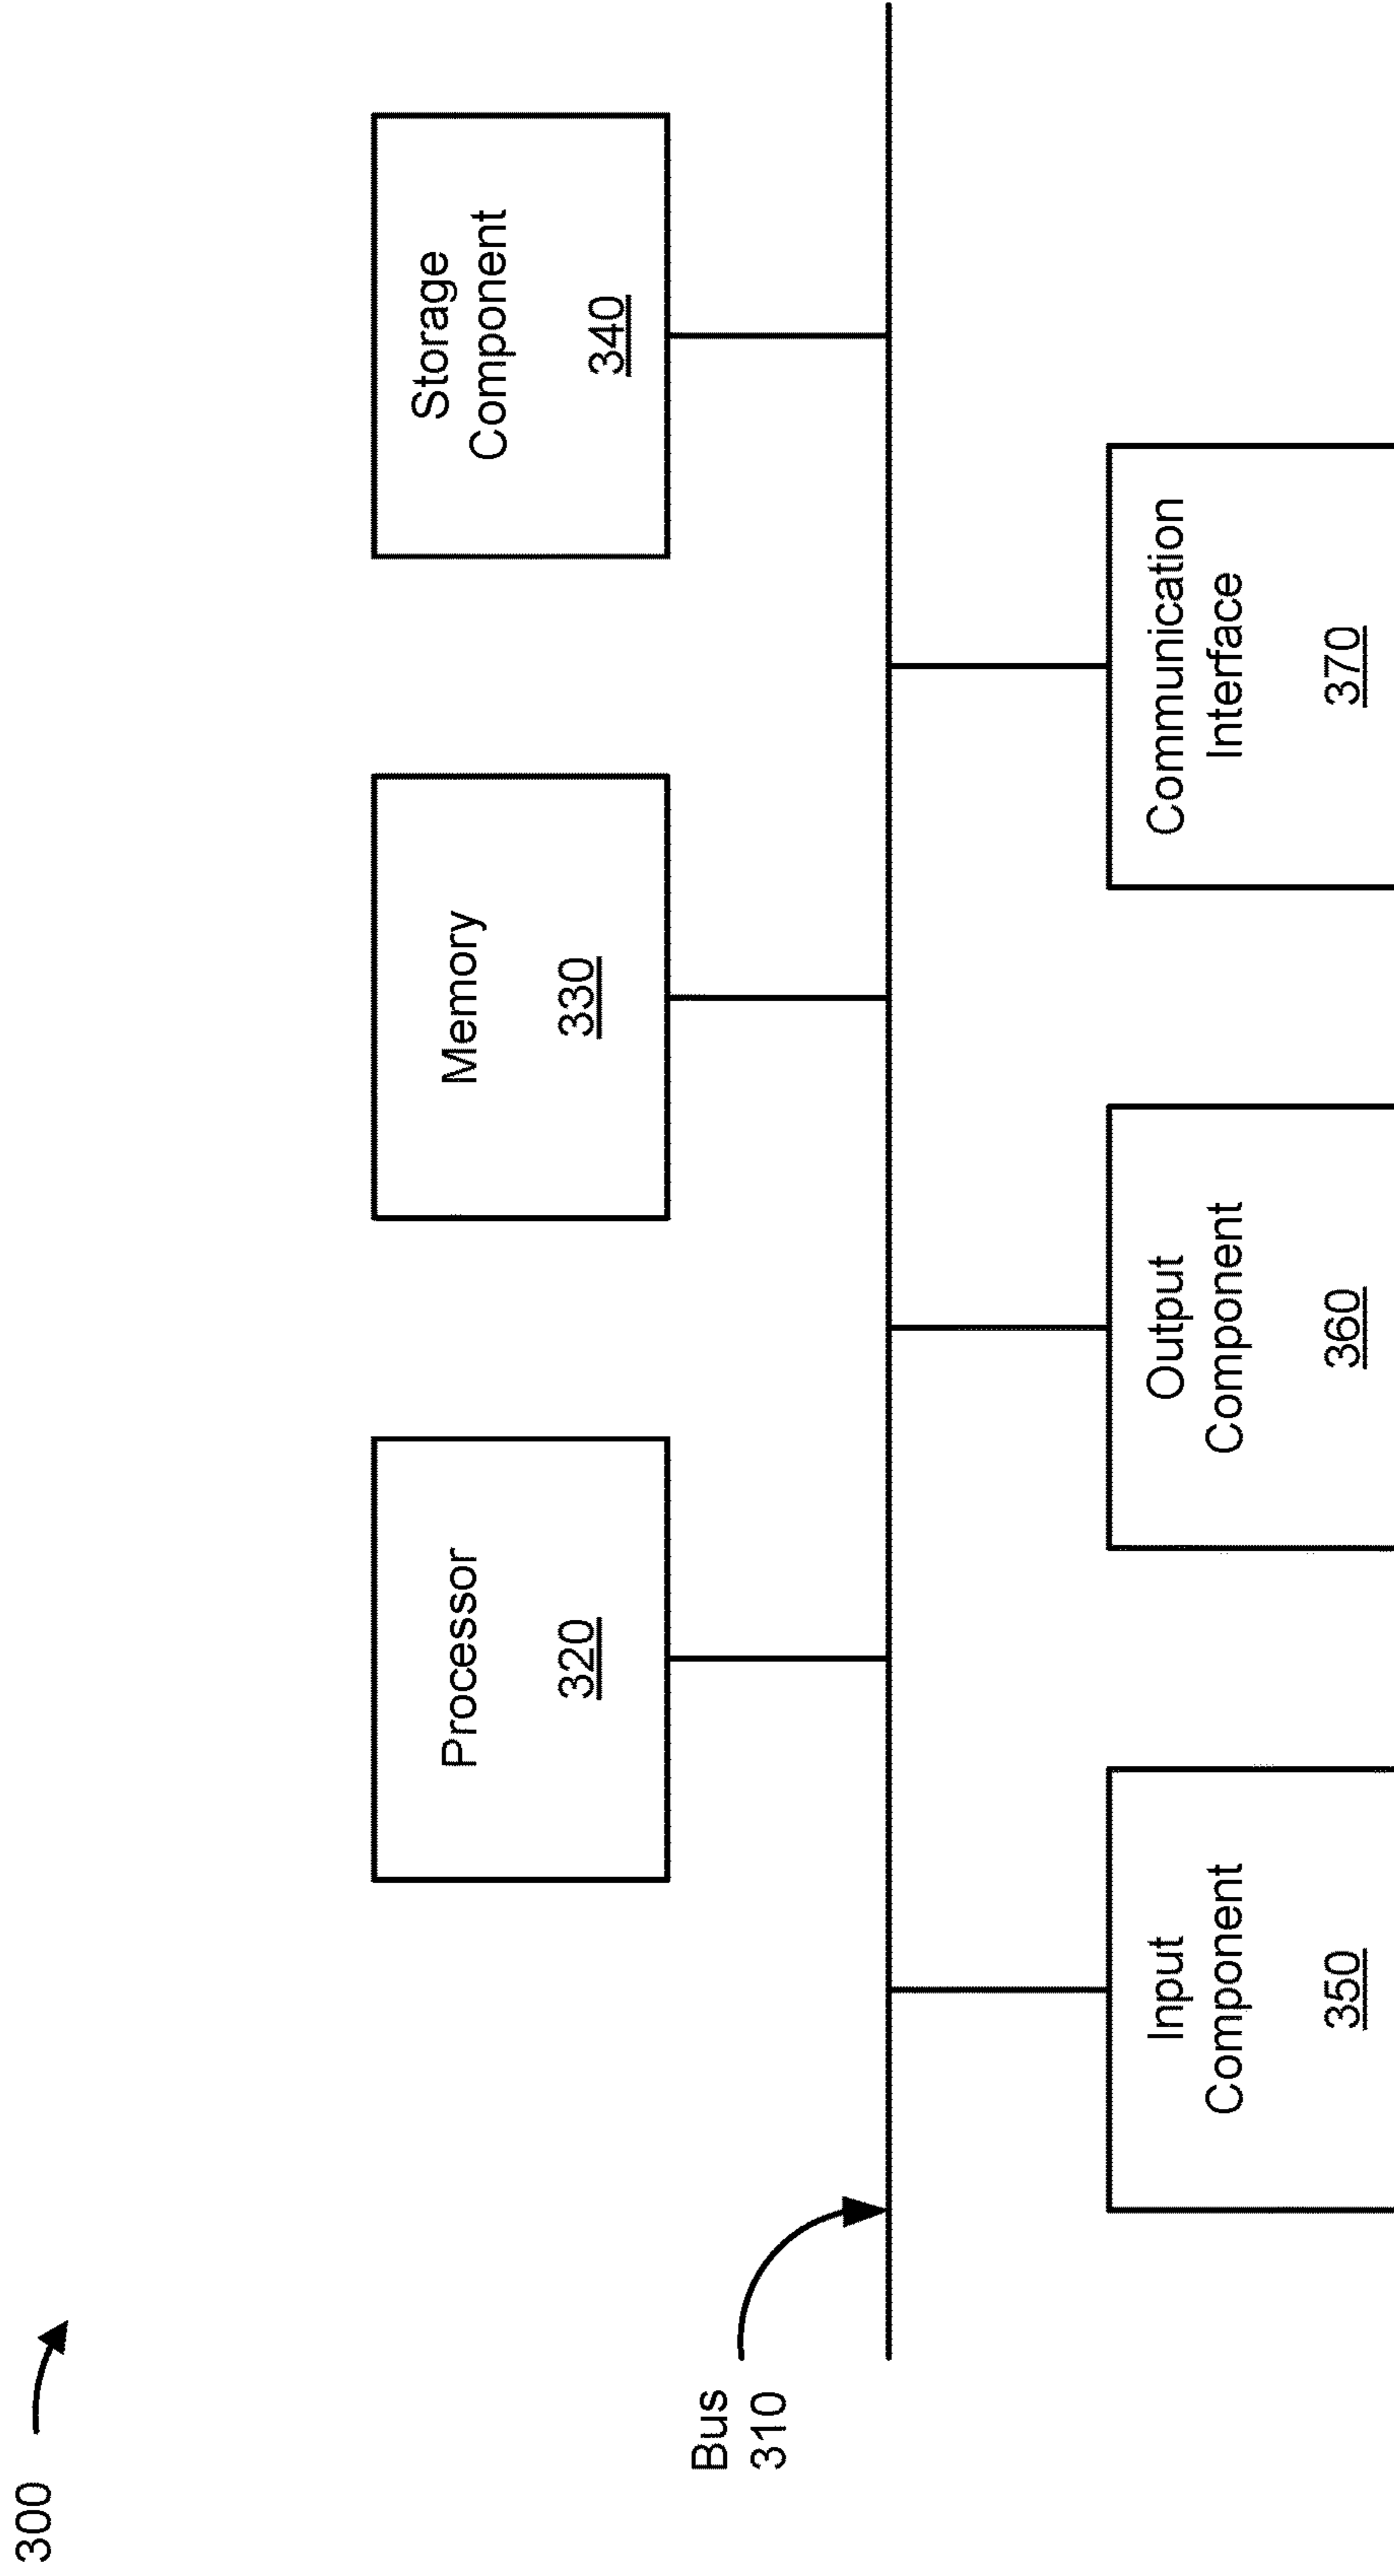 300
Processor
320
Memory
330
Storage
Component
340
Bus
310
Input
Component
350
Output
Component
360
Communication
Interface
370